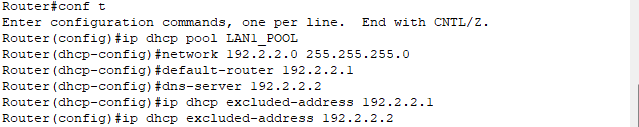 Router#conf t
Enter configuration commands, one per line.  End with CNTL/Z.
Router(config)#ip dhcp pool LAN1_POOL
Router(dhcp-config)#network 192.2.2.0 255.255.255.0
Router(dhcp-config)#default-router 192.2.2.1
Router(dhcp-config)#dns-server 192.2.2.2
Router(dhcp-config)#ip dhcp excluded-address 192.2.2.1
Router(config)#ip dhcp excluded-address 192.2.2.2